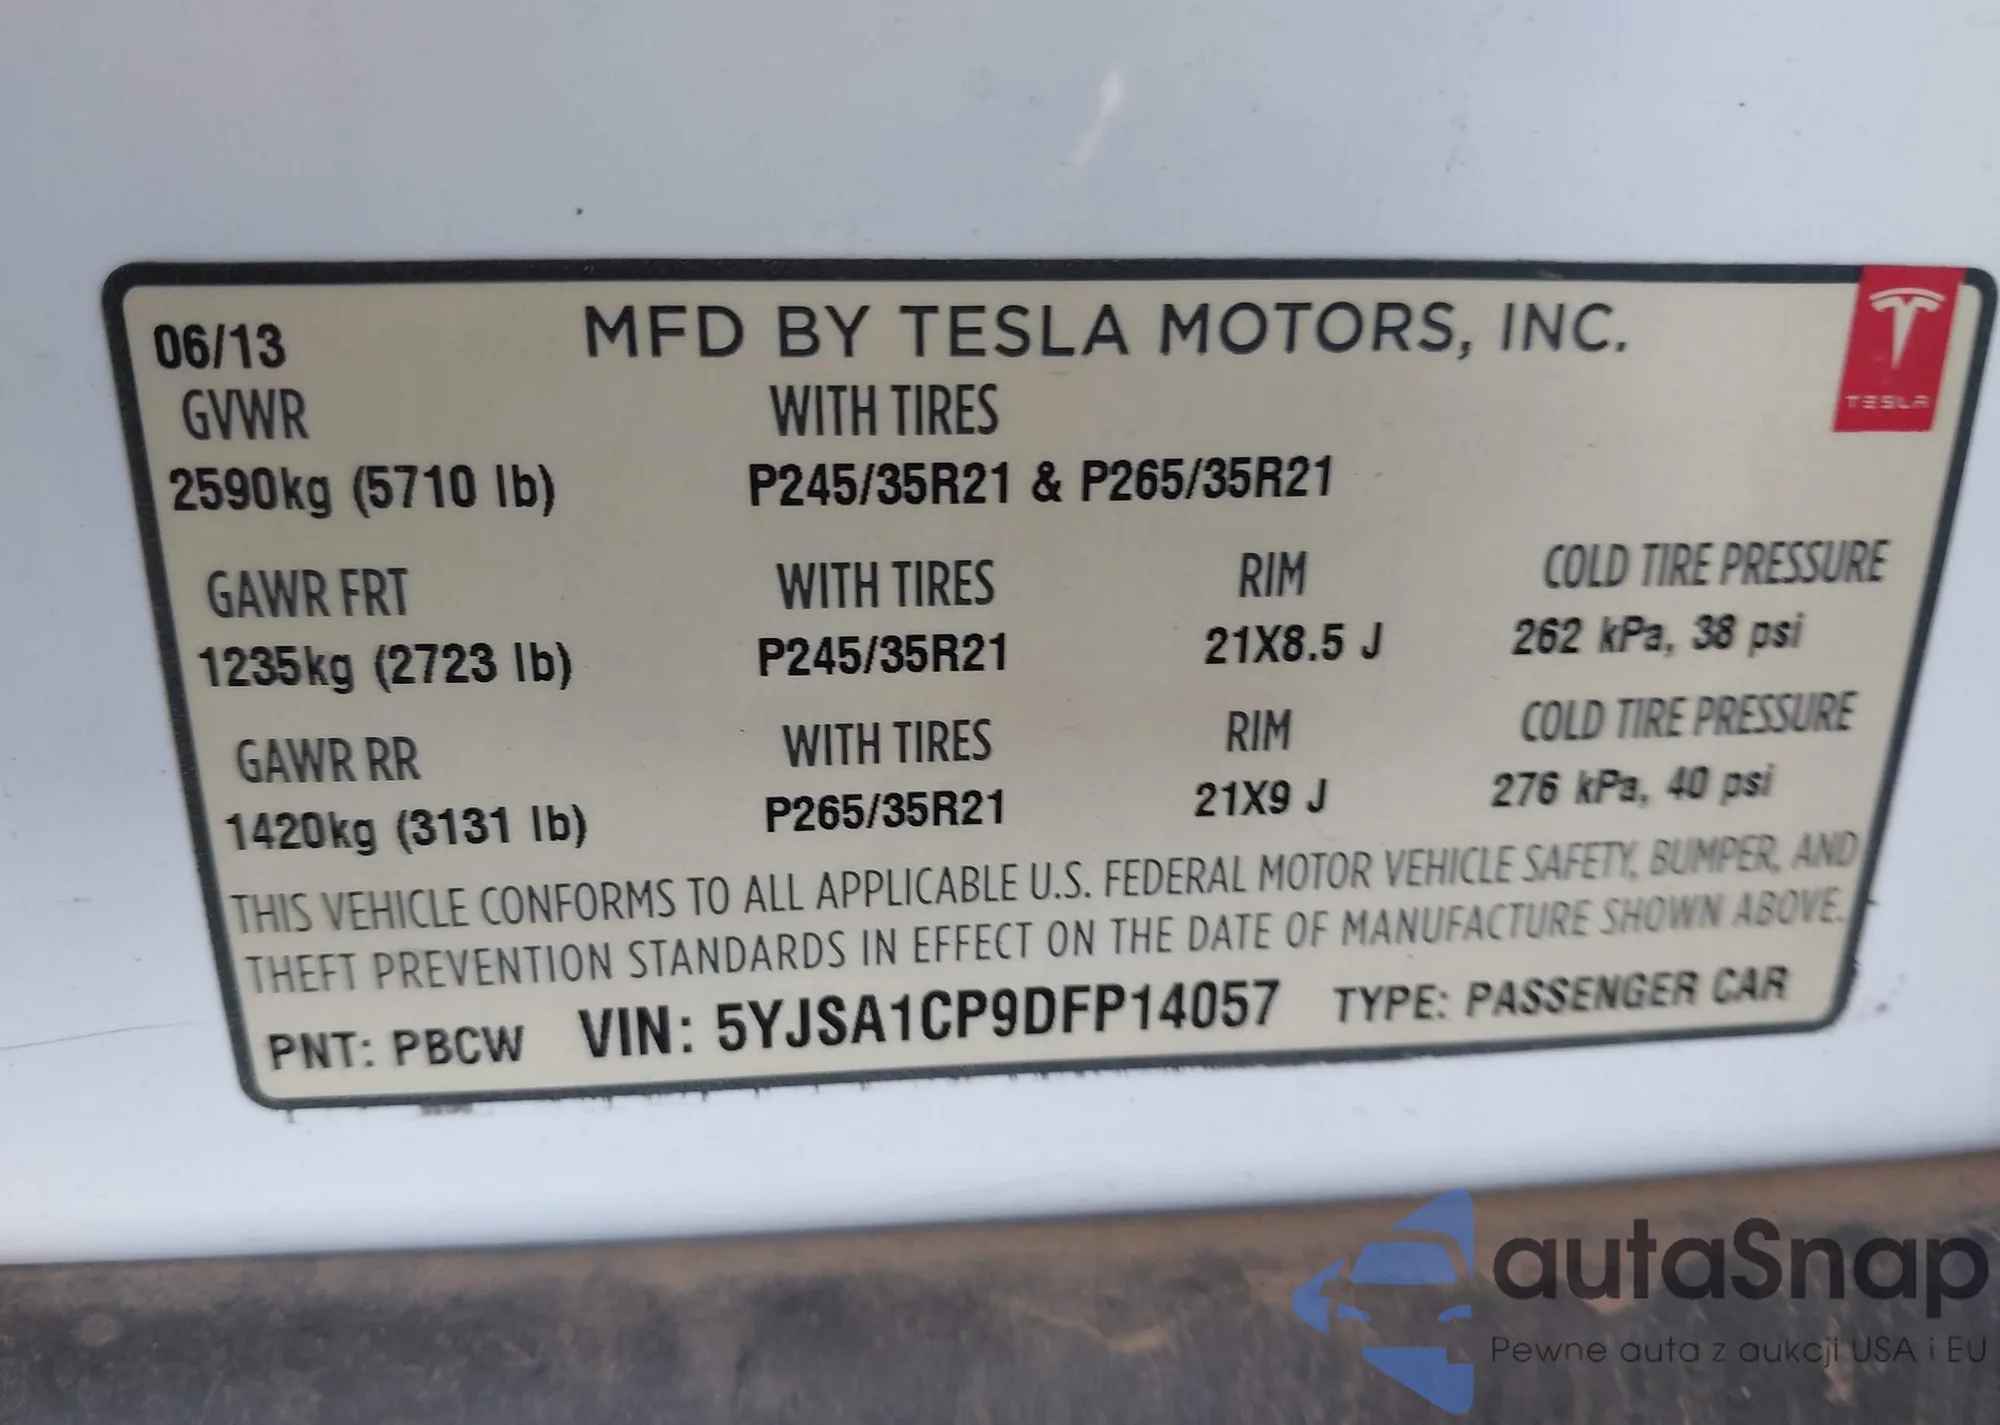 06/13 MFD BY TESLA MOTORS, INC.
TESLA
GVWR WITH TIRES
2590kg (5710 lb) P245/35R21 & P265/35R21
GAWR FRT WITH TIRES RIM COLD TIRE PRESSURE
1235kg (2723 lb) P245/35R21 21X8.5 J 262 kPa, 38 psi
GAWR RR WITH TIRES RIM COLD TIRE PRESSURE
1420kg (3131 lb) P265/35R21 21X9 J 276 kPa, 40 psi
THIS VEHICLE CONFORMS TO ALL APPLICABLE U.S. FEDERAL MOTOR VEHICLE SAFETY, BUMPER, AND
THEFT PREVENTION STANDARDS IN EFFECT ON THE DATE OF MANUFACTURE SHOWN ABOVE.
PNT: PBCW VIN: 5YJSA1CP9DFP14057 TYPE: PASSENGER CAR
autaSnap
Pewne auta z aukcji USA i EU